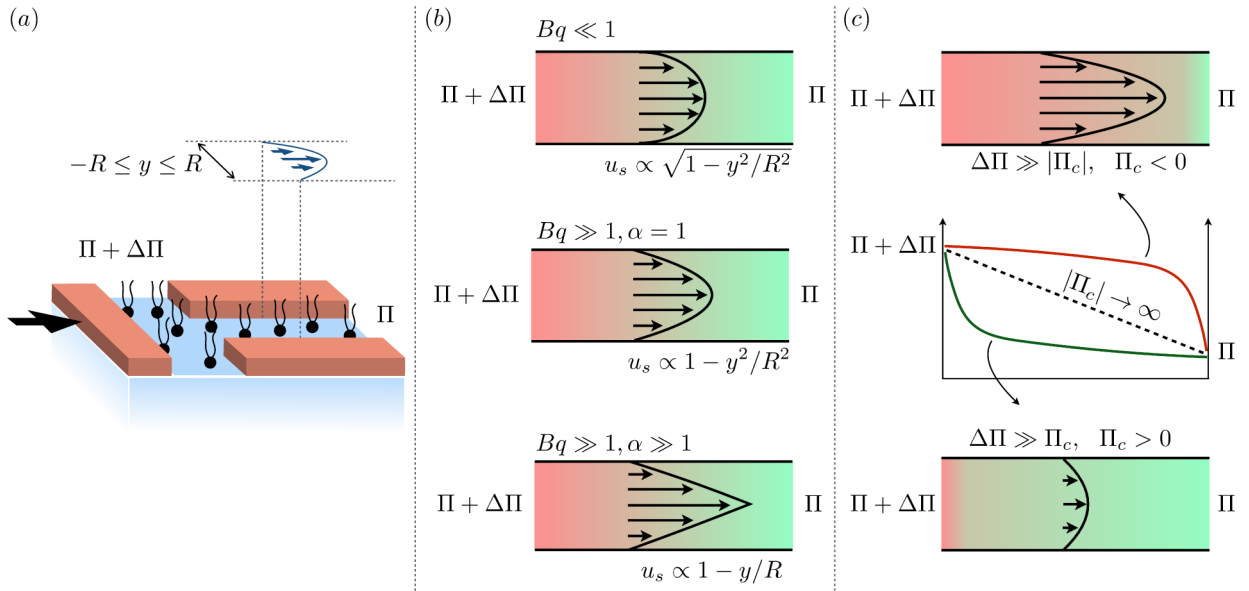 (a)
−R ≤ y ≤ R
Π + ΔΠ
Π
(b)
Bq ≪ 1
Π + ΔΠ
Π
u_s ∝ √(1 − y²/R²)
Bq ≫ 1, α = 1
Π + ΔΠ
Π
u_s ∝ 1 − y²/R²
Bq ≫ 1, α ≫ 1
Π + ΔΠ
Π
u_s ∝ 1 − y/R
(c)
Π + ΔΠ
Π
ΔΠ ≫ |Π_c|, Π_c < 0
Π + ΔΠ
|Π_c| → ∞
Π
ΔΠ ≫ Π_c, Π_c > 0
Π + ΔΠ
Π